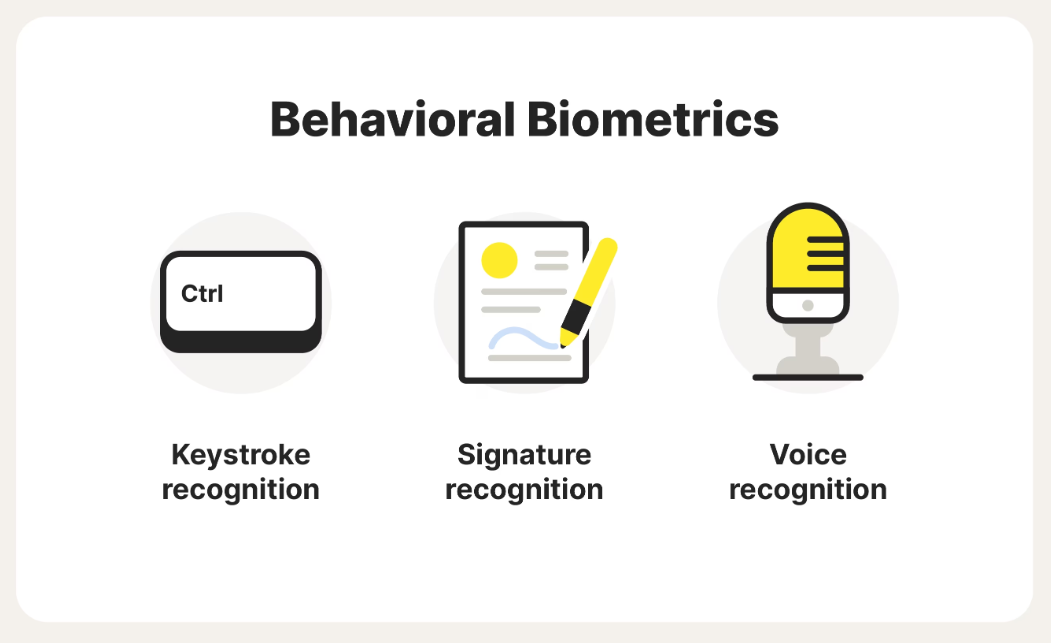 Behavioral Biometrics
Ctrl
Keystroke
recognition
Signature
recognition
Voice
recognition